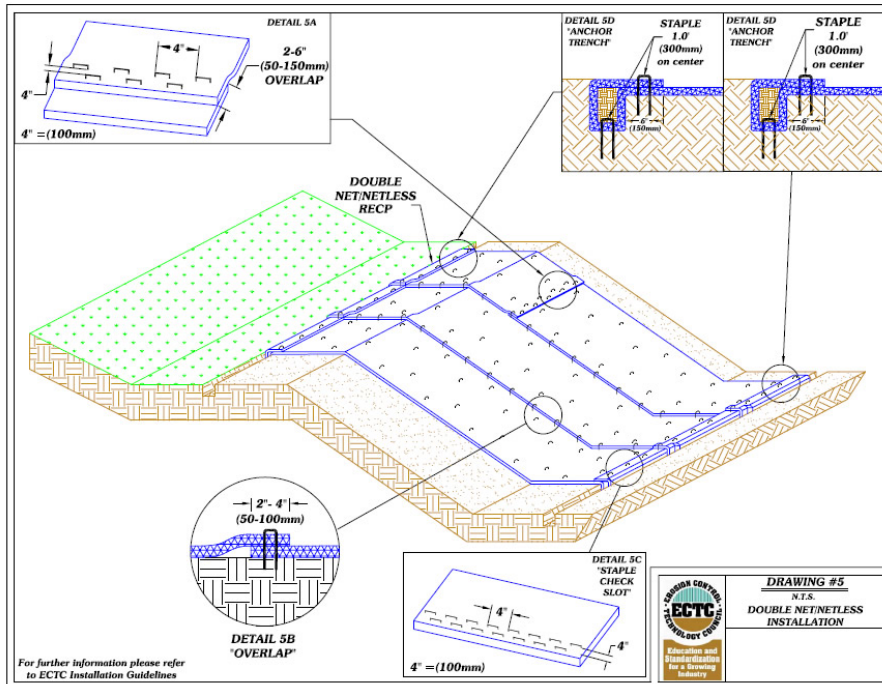 DETAIL 5A
4"
2-6"
(50-150mm)
OVERLAP
4"
4" =(100mm)
DETAIL 5D
"ANCHOR
TRENCH"
STAPLE
1.0'
(300mm)
on center
6"
(150mm)
DETAIL 5D
"ANCHOR
TRENCH"
STAPLE
1.0'
(300mm)
on center
6"
(150mm)
DOUBLE
NET/NETLESS
RECP
2"- 4"
(50-100mm)
DETAIL 5B
"OVERLAP"
DETAIL 5C
"STAPLE
CHECK
SLOT"
4"
4"
4" =(100mm)
For further information please refer
to ECTC Installation Guidelines
EROSION CONTROL
ECTC
TECHNOLOGY COUNCIL
Education and
Standardization
for a Growing
Industry
DRAWING #5
N.T.S.
DOUBLE NET/NETLESS
INSTALLATION